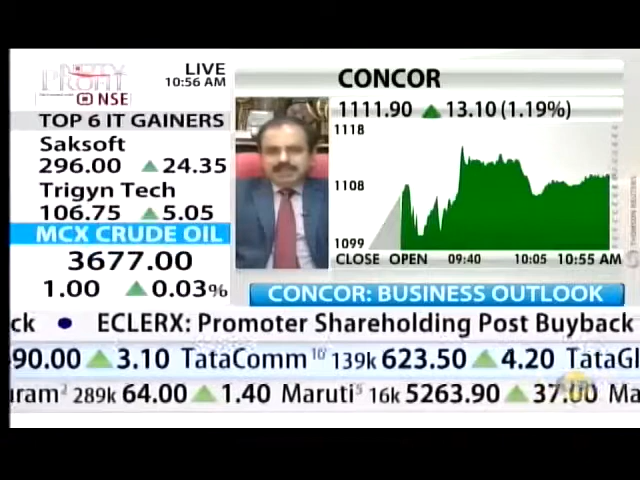 NDTV PROFIT
NSE
LIVE
10:56 AM
TOP 6 IT GAINERS
Saksoft
296.00 ▲ 24.35
Trigyn Tech
106.75 ▲ 5.05
MCX CRUDE OIL
3677.00
1.00 ▲ 0.03%
CONCOR
1111.90 ▲ 13.10 (1.19%)
1118
1108
1099
CLOSE OPEN 09:40 10:05 10:55 AM
THOMSON REUTERS
CONCOR: BUSINESS OUTLOOK
ck • ECLERX: Promoter Shareholding Post Buyback
90.00 ▲ 3.10 TataComm 139k 623.50 ▲ 4.20 TataGl
uram 289k 64.00 ▲ 1.40 Maruti 16k 5263.90 ▲ 37.00 Ma